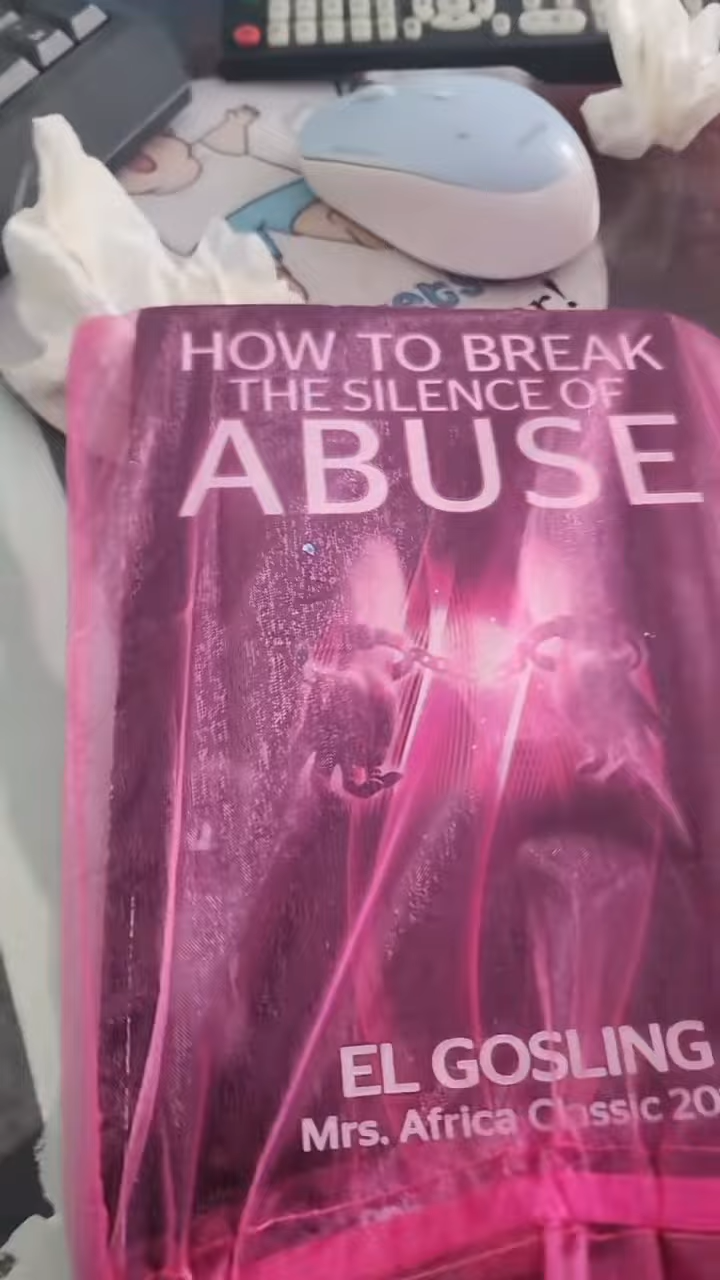 HOW TO BREAK
THE SILENCE OF
ABUSE
EL GOSLING
Mrs. Africa Classic 20